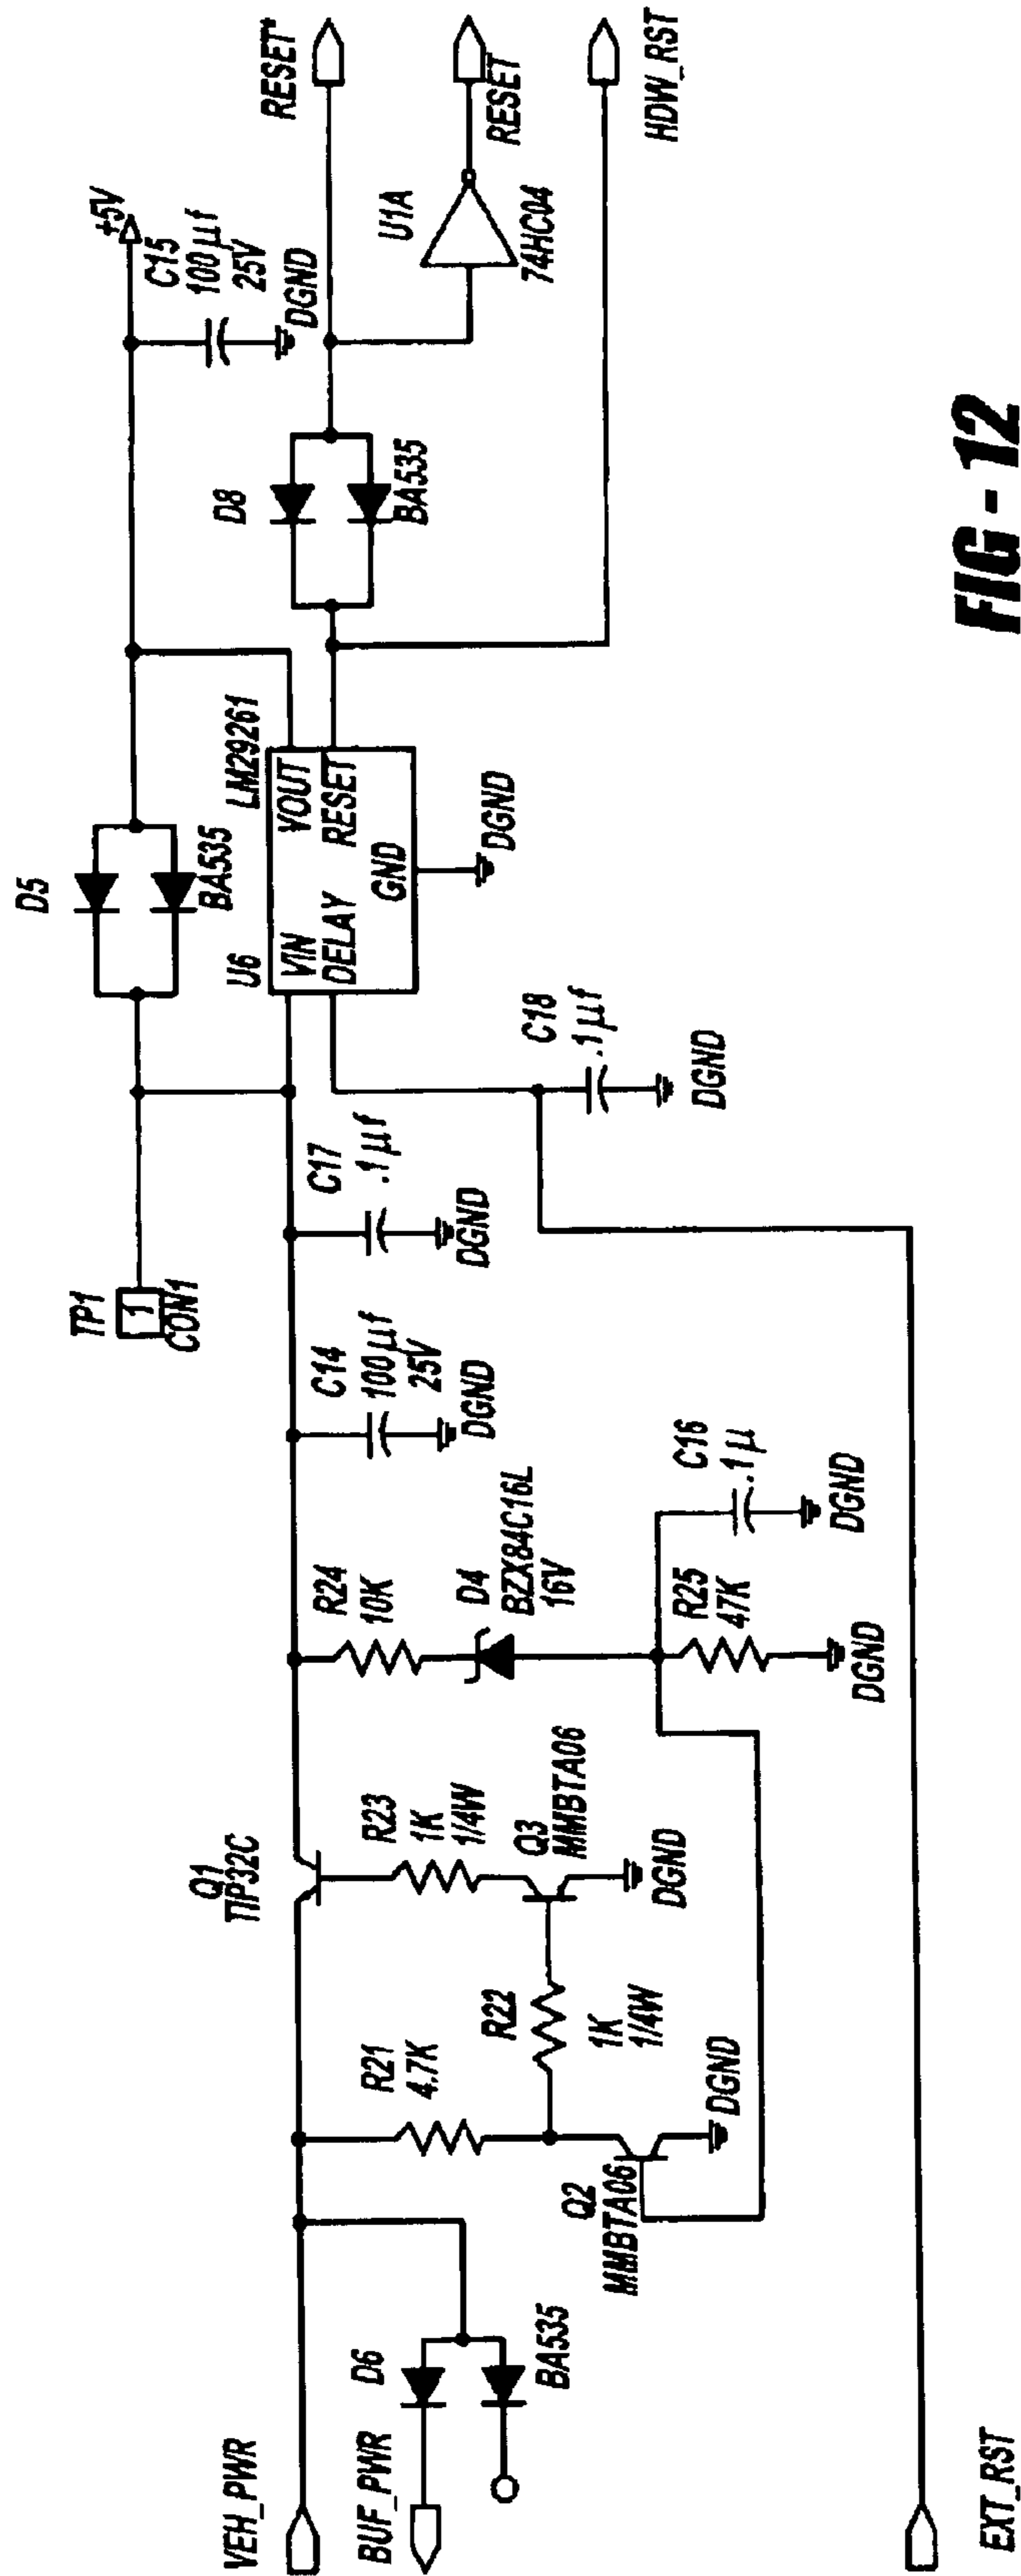 VEH_PWR
BUF_PWR
D6
BA535
R21
4.7K
Q2
MMBTA06
DGND
R22
1K
1/4W
Q1
TIP32C
R23
1K
1/4W
Q3
MMBTA06
DGND
R24
10K
D4
BZX84C16L
16V
R25
47K
DGND
C16
.1µ
DGND
C14
100µf
25V
DGND
C17
.1µf
DGND
TP1
1
CON1
D5
BA535
U6
LM29261
VIN
VOUT
DELAY
RESET
GND
DGND
C18
.1µf
DGND
+5V
C15
100µf
25V
DGND
D8
BA535
RESET*
U1A
74HC04
RESET
HDW_RST
EXT_RST
FIG - 12